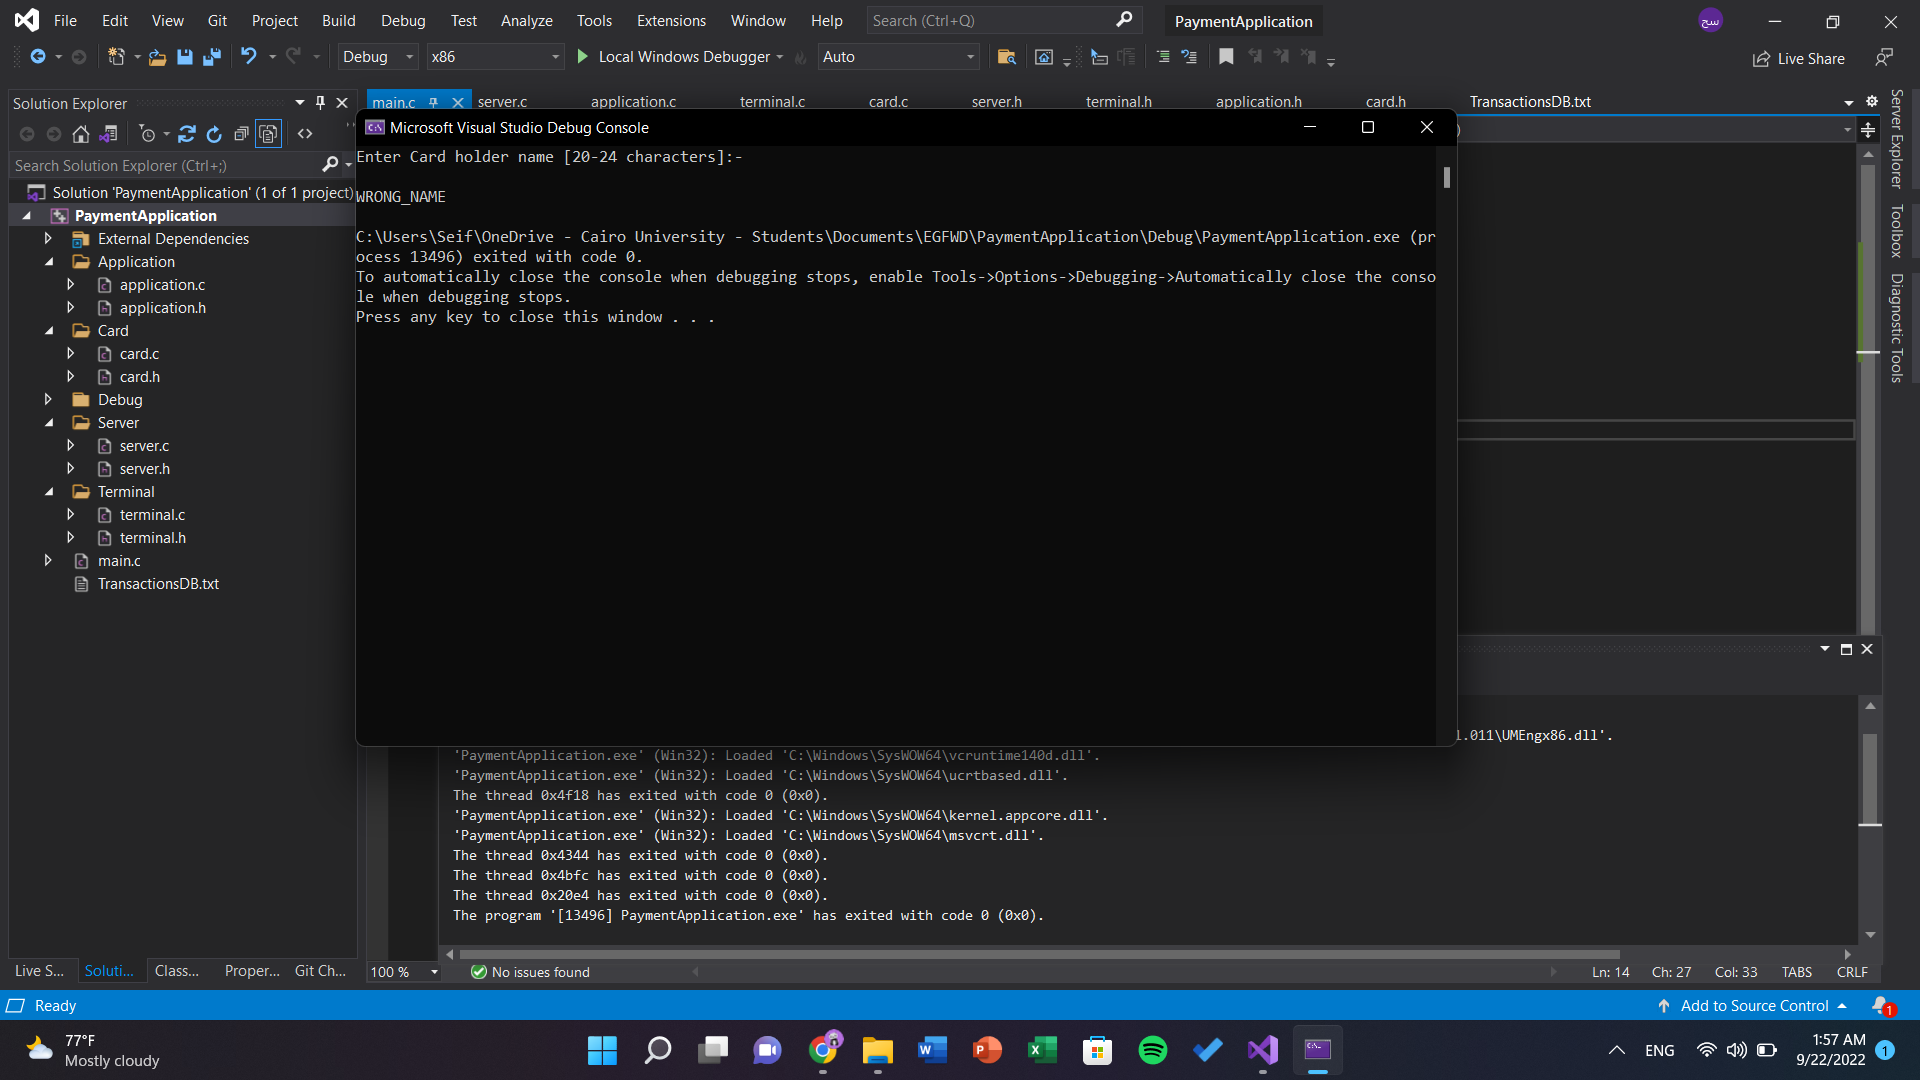 File Edit View Git Project Build Debug Test Analyze Tools Extensions Window Help Search (Ctrl+Q) PaymentApplication سح
Debug x86 Local Windows Debugger Auto Live Share
Solution Explorer
main.c server.c application.c terminal.c card.c server.h terminal.h application.h card.h TransactionsDB.txt
Search Solution Explorer (Ctrl+;)
Solution 'PaymentApplication' (1 of 1 project)
PaymentApplication
External Dependencies
Application
application.c
application.h
Card
card.c
card.h
Debug
Server
server.c
server.h
Terminal
terminal.c
terminal.h
main.c
TransactionsDB.txt
Microsoft Visual Studio Debug Console
Enter Card holder name [20-24 characters]:-
WRONG_NAME
C:\Users\Seif\OneDrive - Cairo University - Students\Documents\EGFWD\PaymentApplication\Debug\PaymentApplication.exe (pr
ocess 13496) exited with code 0.
To automatically close the console when debugging stops, enable Tools->Options->Debugging->Automatically close the conso
le when debugging stops.
Press any key to close this window . . .
Server Explorer
Toolbox
Diagnostic Tools
1.011\UMEngx86.dll'.
'PaymentApplication.exe' (Win32): Loaded 'C:\Windows\SysWOW64\vcruntime140d.dll'.
'PaymentApplication.exe' (Win32): Loaded 'C:\Windows\SysWOW64\ucrtbased.dll'.
The thread 0x4f18 has exited with code 0 (0x0).
'PaymentApplication.exe' (Win32): Loaded 'C:\Windows\SysWOW64\kernel.appcore.dll'.
'PaymentApplication.exe' (Win32): Loaded 'C:\Windows\SysWOW64\msvcrt.dll'.
The thread 0x4344 has exited with code 0 (0x0).
The thread 0x4bfc has exited with code 0 (0x0).
The thread 0x20e4 has exited with code 0 (0x0).
The program '[13496] PaymentApplication.exe' has exited with code 0 (0x0).
Live S... Soluti... Class... Proper... Git Ch... 100 % No issues found Ln: 14 Ch: 27 Col: 33 TABS CRLF
Ready Add to Source Control 1
77°F
Mostly cloudy
ENG
1:57 AM
9/22/2022 1